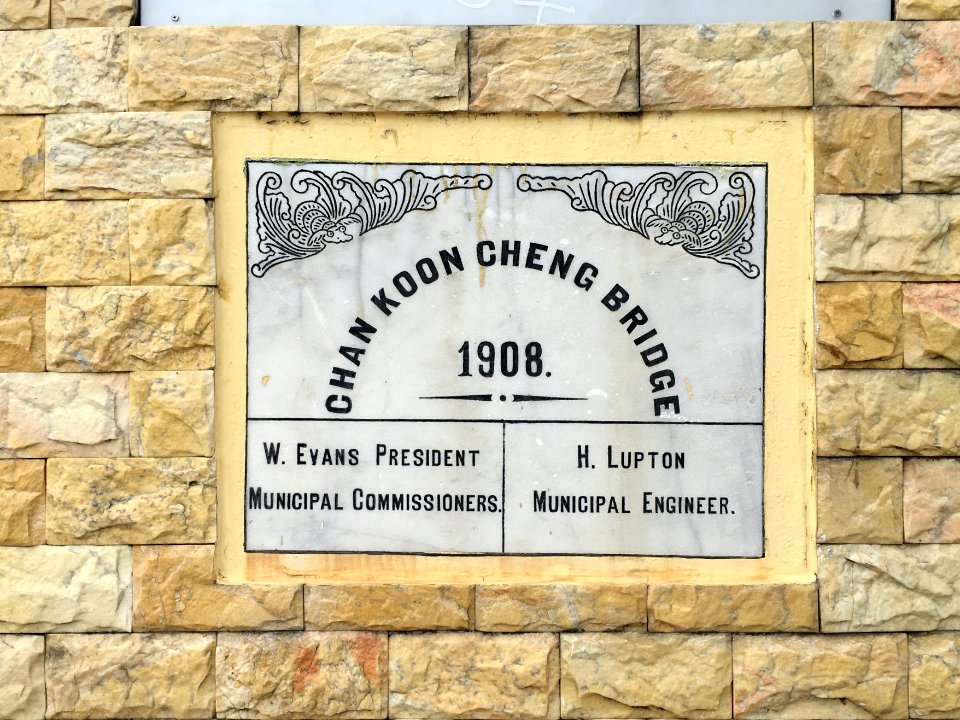 CHAN KOON CHENG BRIDGE
1908.
W. EVANS PRESIDENT
MUNICIPAL COMMISSIONERS.
H. LUPTON
MUNICIPAL ENGINEER.